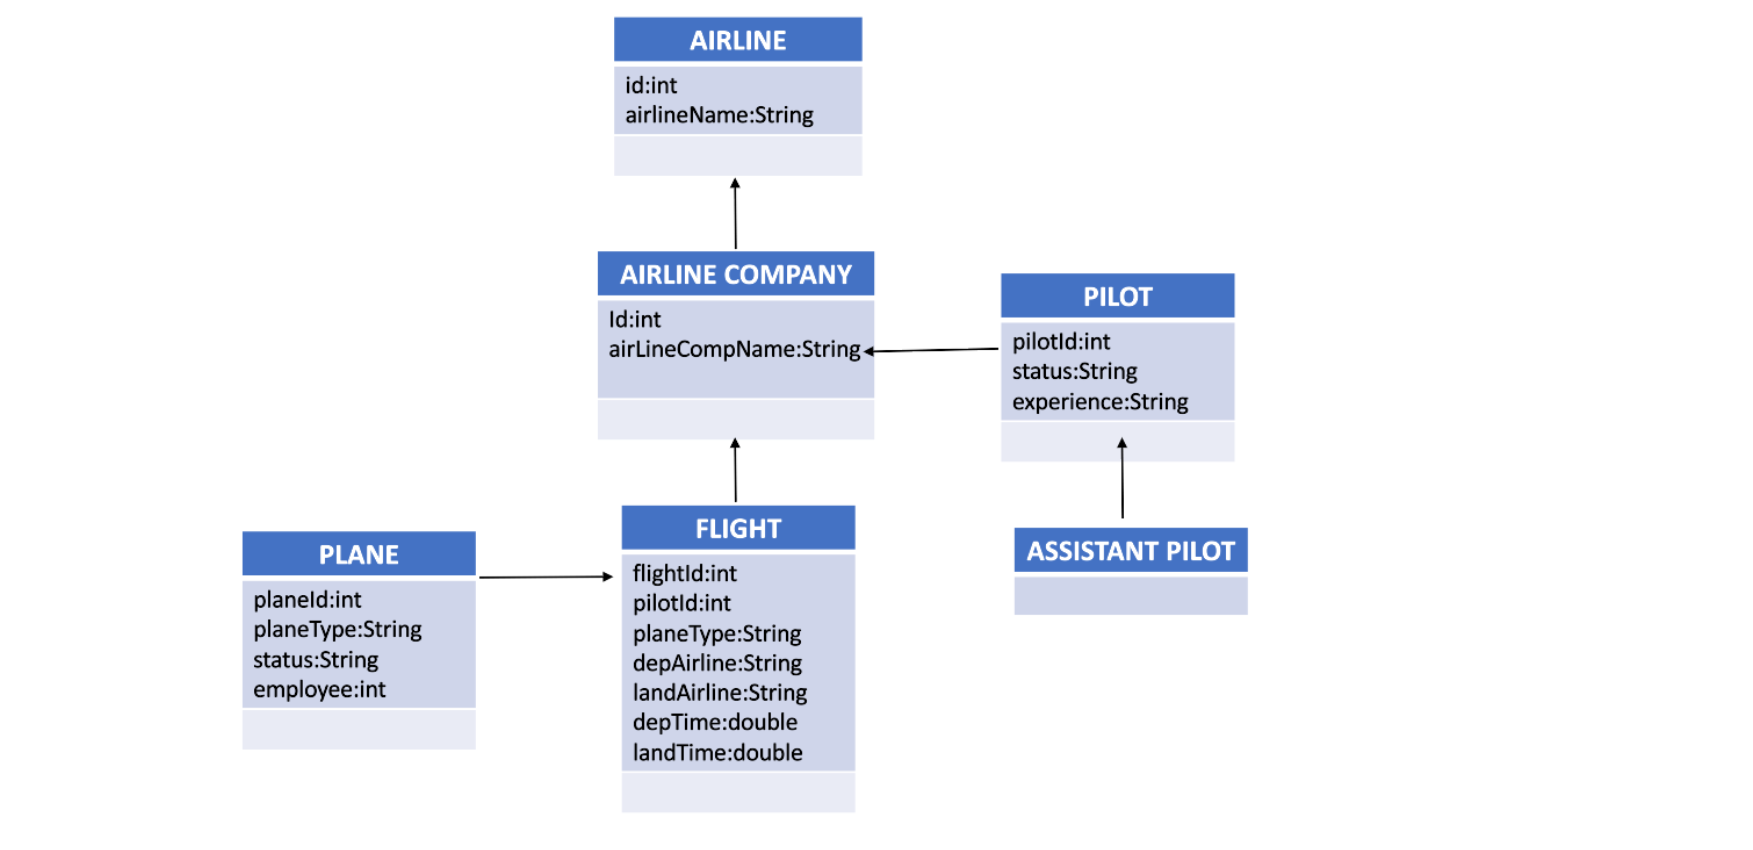 AIRLINE
id:int
airlineName:String
AIRLINE COMPANY
Id:int
airLineCompName:String
PILOT
pilotId:int
status:String
experience:String
PLANE
planeId:int
planeType:String
status:String
employee:int
FLIGHT
flightId:int
pilotId:int
planeType:String
depAirline:String
landAirline:String
depTime:double
landTime:double
ASSISTANT PILOT